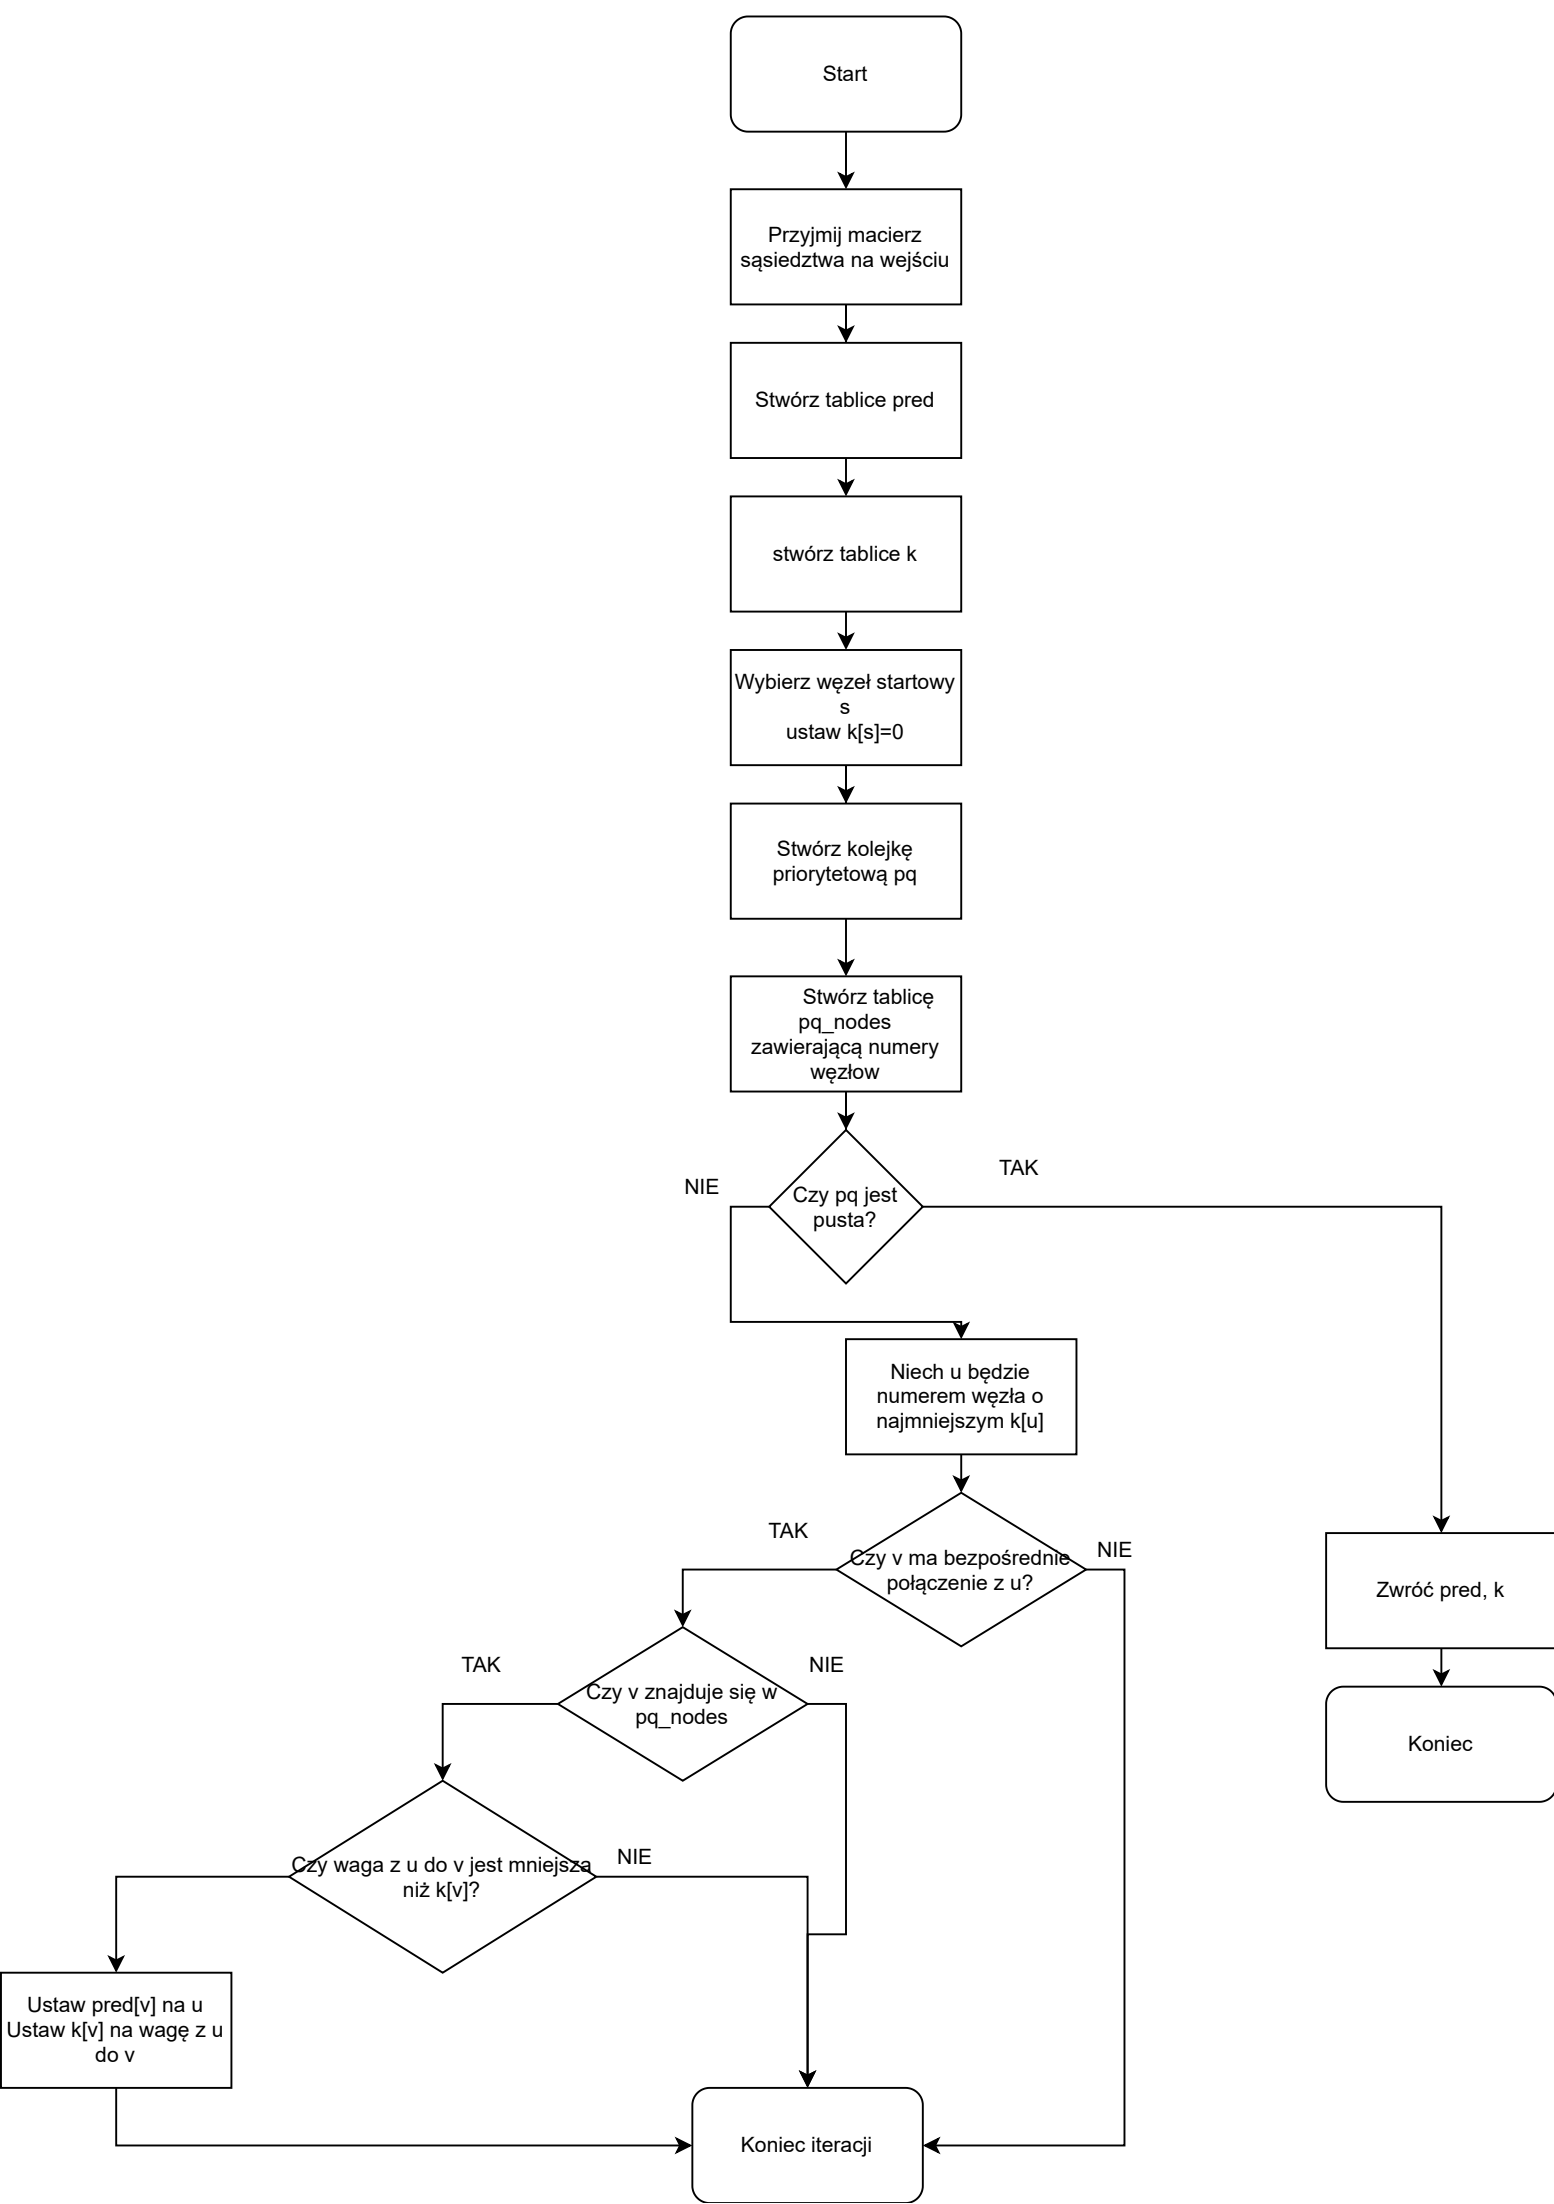 Start
Przyjmij macierz
sąsiedztwa na wejściu
Stwórz tablice pred
stwórz tablice k
Wybierz węzeł startowy
s
ustaw k[s]=0
Stwórz kolejkę
priorytetową pq
Stwórz tablicę
pq_nodes
zawierającą numery
węzłow
NIE
TAK
Czy pq jest
pusta?
Niech u będzie
numerem węzła o
najmniejszym k[u]
TAK
NIE
Czy v ma bezpośrednie
połączenie z u?
Zwróć pred, k
TAK
NIE
Czy v znajduje się w
pq_nodes
Koniec
NIE
Czy waga z u do v jest mniejsza
niż k[v]?
Ustaw pred[v] na u
Ustaw k[v] na wagę z u
do v
Koniec iteracji